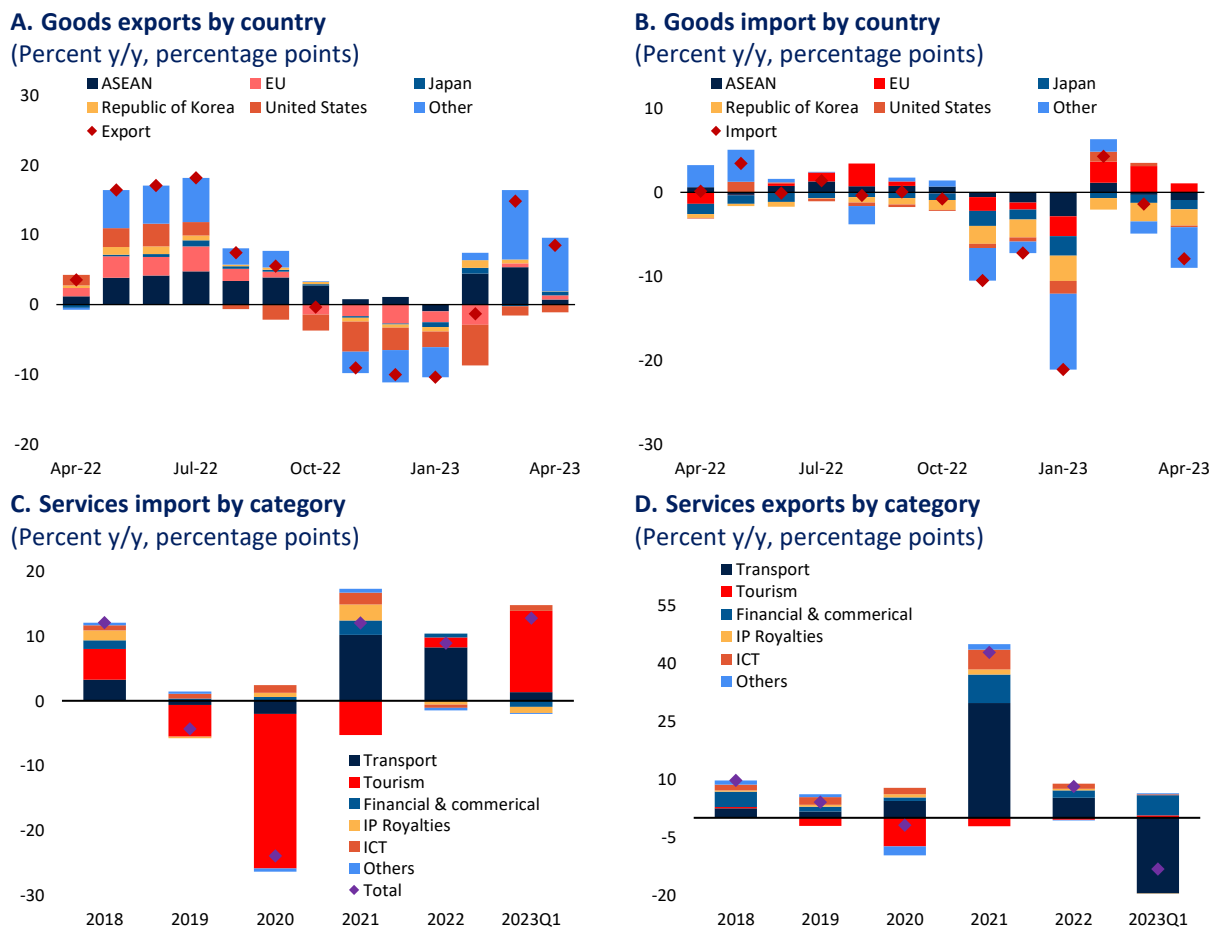 A. Goods exports by country
(Percent y/y, percentage points)
ASEAN EU Japan
Republic of Korea United States Other
Export
30
20
10
0
-10
-20
Apr-22 Jul-22 Oct-22 Jan-23 Apr-23
B. Goods import by country
(Percent y/y, percentage points)
ASEAN EU Japan
Republic of Korea United States Other
Import
10
0
-10
-20
-30
Apr-22 Jul-22 Oct-22 Jan-23 Apr-23
C. Services import by category
(Percent y/y, percentage points)
20
10
0
-10
-20
-30
Transport
Tourism
Financial & commerical
IP Royalties
ICT
Others
Total
2018 2019 2020 2021 2022 2023Q1
D. Services exports by category
(Percent y/y, percentage points)
Transport
Tourism
Financial & commerical
IP Royalties
ICT
Others
55
40
25
10
-5
-20
2018 2019 2020 2021 2022 2023Q1